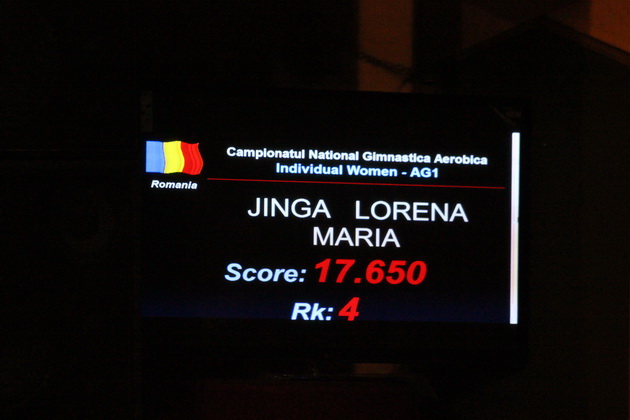 Campionatul National Gimnastica Aerobica
Individual Women - AG1
Romania
JINGA LORENA
MARIA
Score: 17.650
Rk: 4